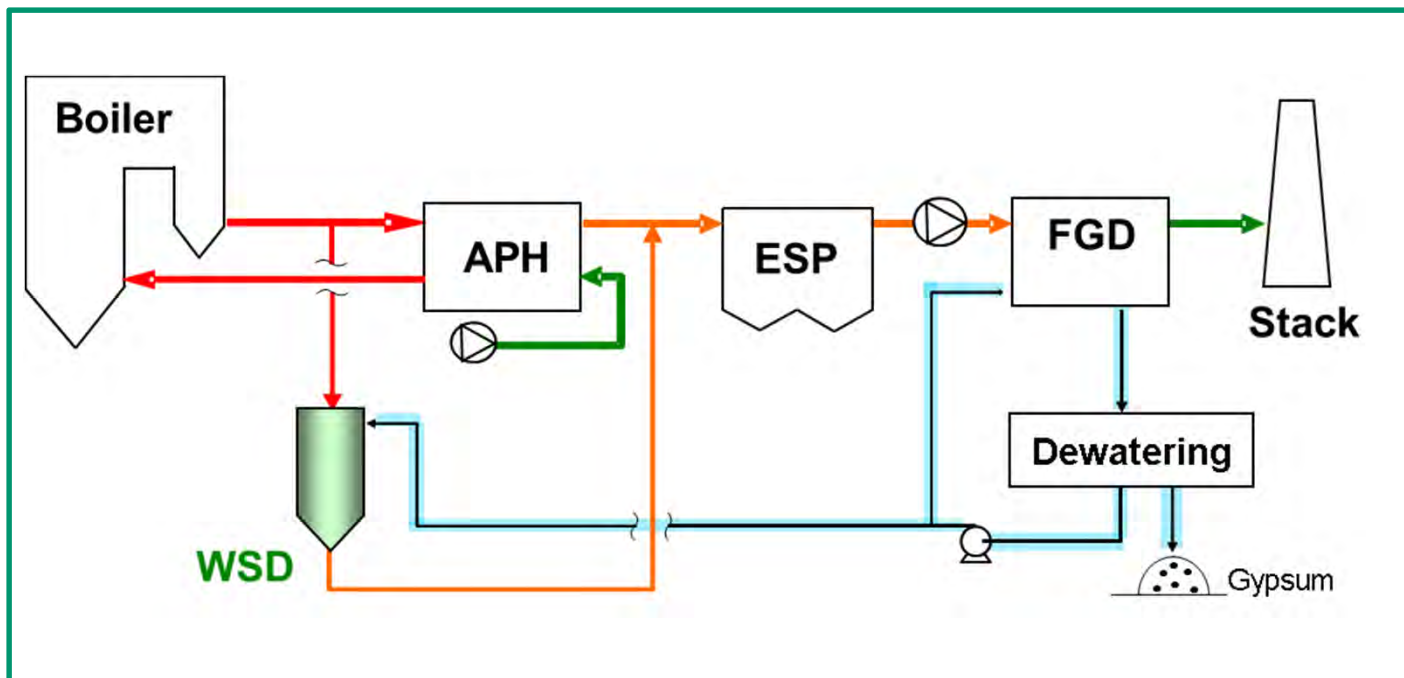 Boiler
APH
ESP
FGD
Stack
Dewatering
WSD
Gypsum